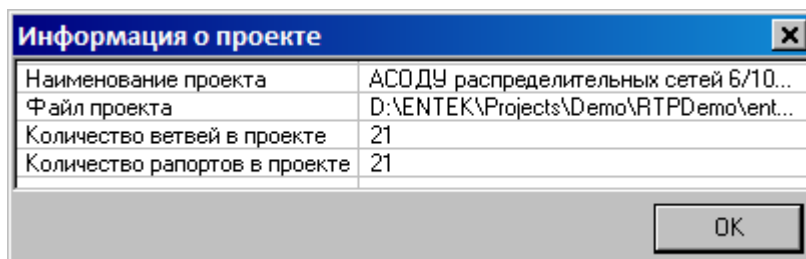 Информация о проекте
Наименование проекта АСОДУ распределительных сетей 6/10...
Файл проекта D:\ENTEK\Projects\Demo\RTPDemo\ent...
Количество ветвей в проекте 21
Количество рапортов в проекте 21
OK